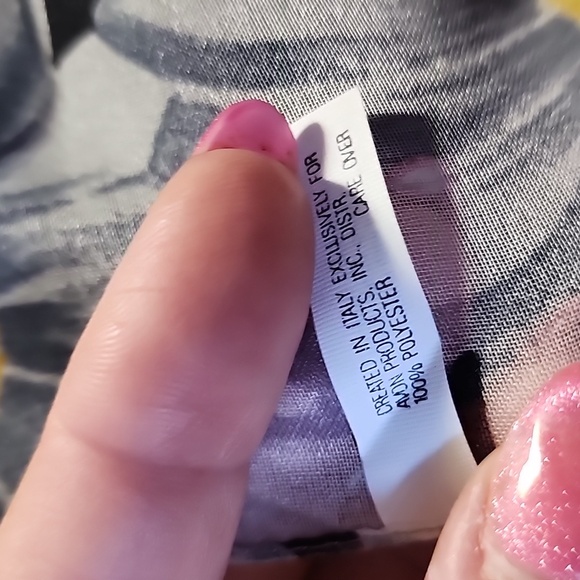 CREATED IN ITALY EXCLUSIVELY FOR
AVON PRODUCTS, INC., DISTR.
100% POLYESTER CARE OVER